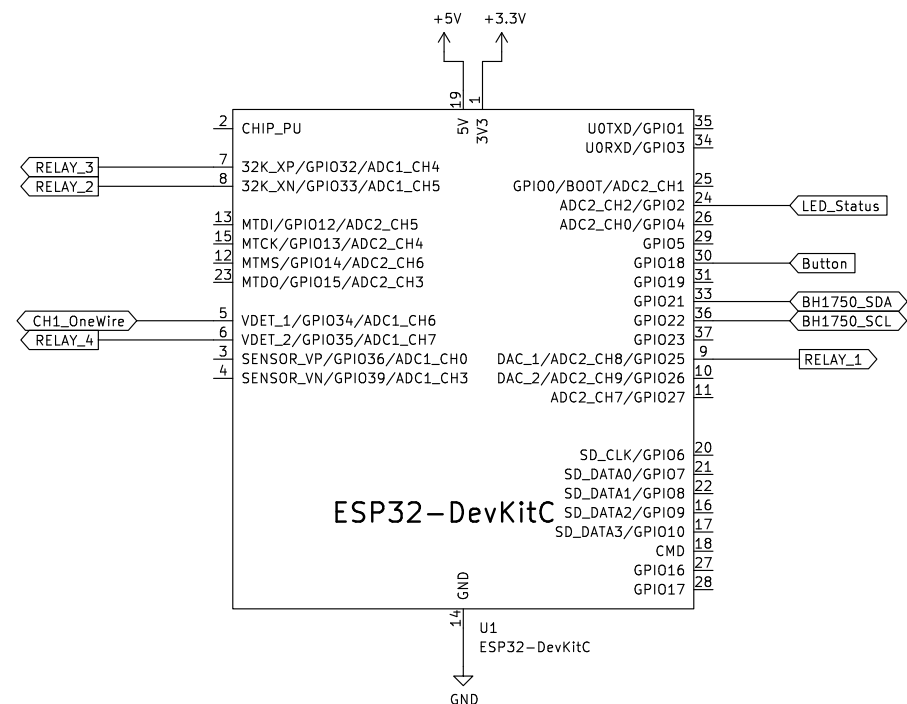 +5V +3.3V
19 1
5V 3V3
2 CHIP_PU
RELAY_3 7 32K_XP/GPIO32/ADC1_CH4
RELAY_2 8 32K_XN/GPIO33/ADC1_CH5
13 MTDI/GPIO12/ADC2_CH5
15 MTCK/GPIO13/ADC2_CH4
12 MTMS/GPIO14/ADC2_CH6
23 MTDO/GPIO15/ADC2_CH3
CH1_OneWire 5 VDET_1/GPIO34/ADC1_CH6
RELAY_4 6 VDET_2/GPIO35/ADC1_CH7
3 SENSOR_VP/GPIO36/ADC1_CH0
4 SENSOR_VN/GPIO39/ADC1_CH3
U0TXD/GPIO1 35
U0RXD/GPIO3 34
GPIO0/BOOT/ADC2_CH1 25
ADC2_CH2/GPIO2 24 LED_Status
ADC2_CH0/GPIO4 26
GPIO5 29
GPIO18 30 Button
GPIO19 31
GPIO21 33 BH1750_SDA
GPIO22 36 BH1750_SCL
GPIO23 37
DAC_1/ADC2_CH8/GPIO25 9 RELAY_1
DAC_2/ADC2_CH9/GPIO26 10
ADC2_CH7/GPIO27 11
SD_CLK/GPIO6 20
SD_DATA0/GPIO7 21
SD_DATA1/GPIO8 22
SD_DATA2/GPIO9 16
SD_DATA3/GPIO10 17
CMD 18
GPIO16 27
GPIO17 28
ESP32-DevKitC
GND
14
U1
ESP32-DevKitC
GND